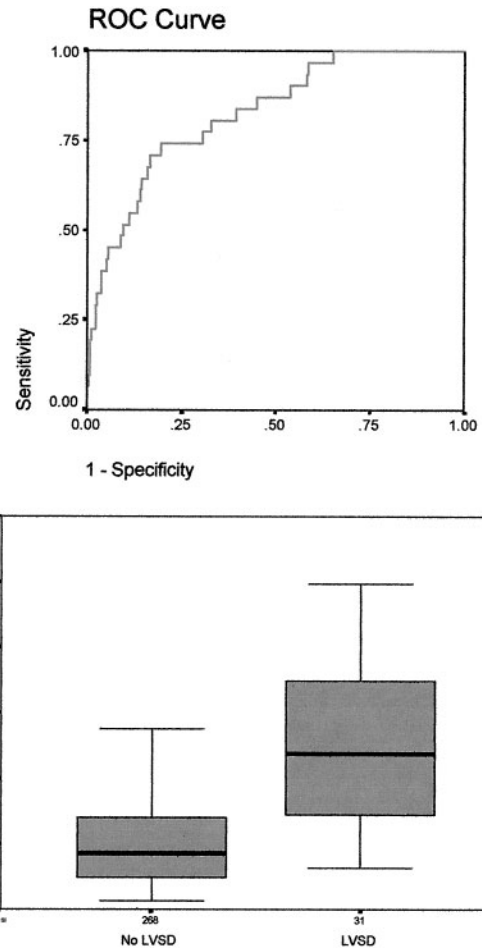 ROC Curve
1.00
.75
.50
.25
0.00
Sensitivity
0.00 .25 .50 .75 1.00
1 - Specificity
268 31
No LVSD LVSD